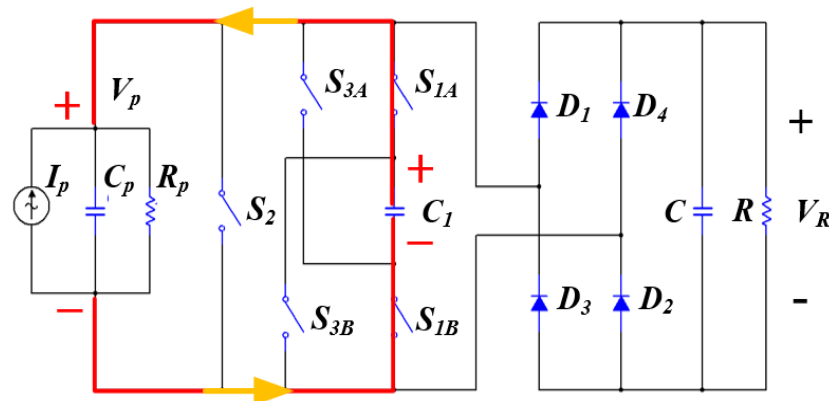 + V_p
I_p C_p R_p
−
S_2
S_3A S_1A
+
C_1
−
S_3B S_1B
D_1 D_4
D_3 D_2
C R
+
V_R
-